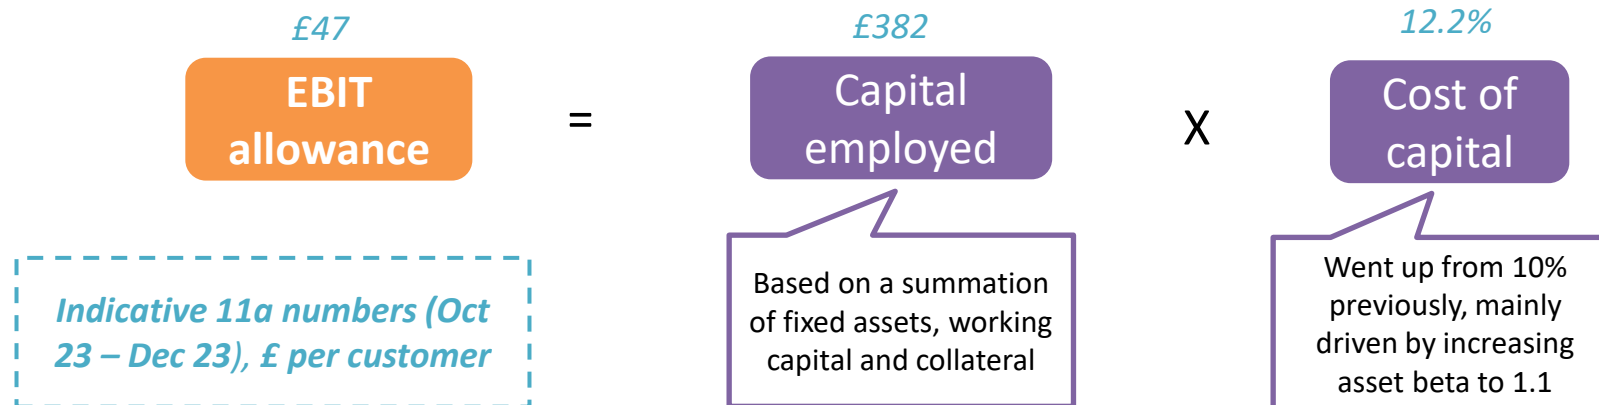 £47
£382
12.2%
EBIT
allowance
=
Capital
employed
X
Cost of
capital
Indicative 11a numbers (Oct
23 – Dec 23), £ per customer
Based on a summation
of fixed assets, working
capital and collateral
Went up from 10%
previously, mainly
driven by increasing
asset beta to 1.1